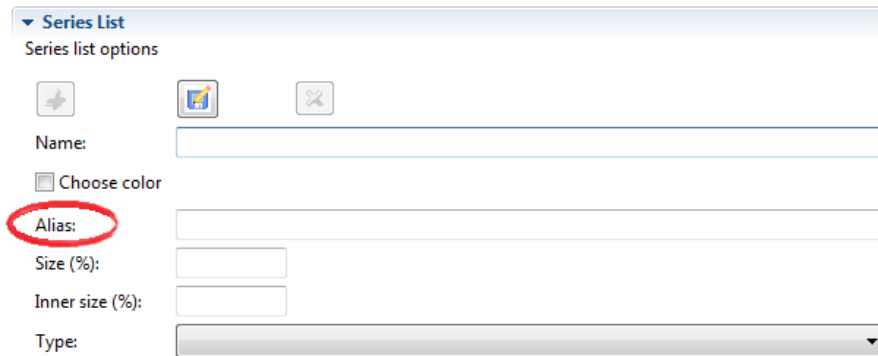 Series List
Series list options
Name:
Choose color
Alias:
Size (%):
Inner size (%):
Type: